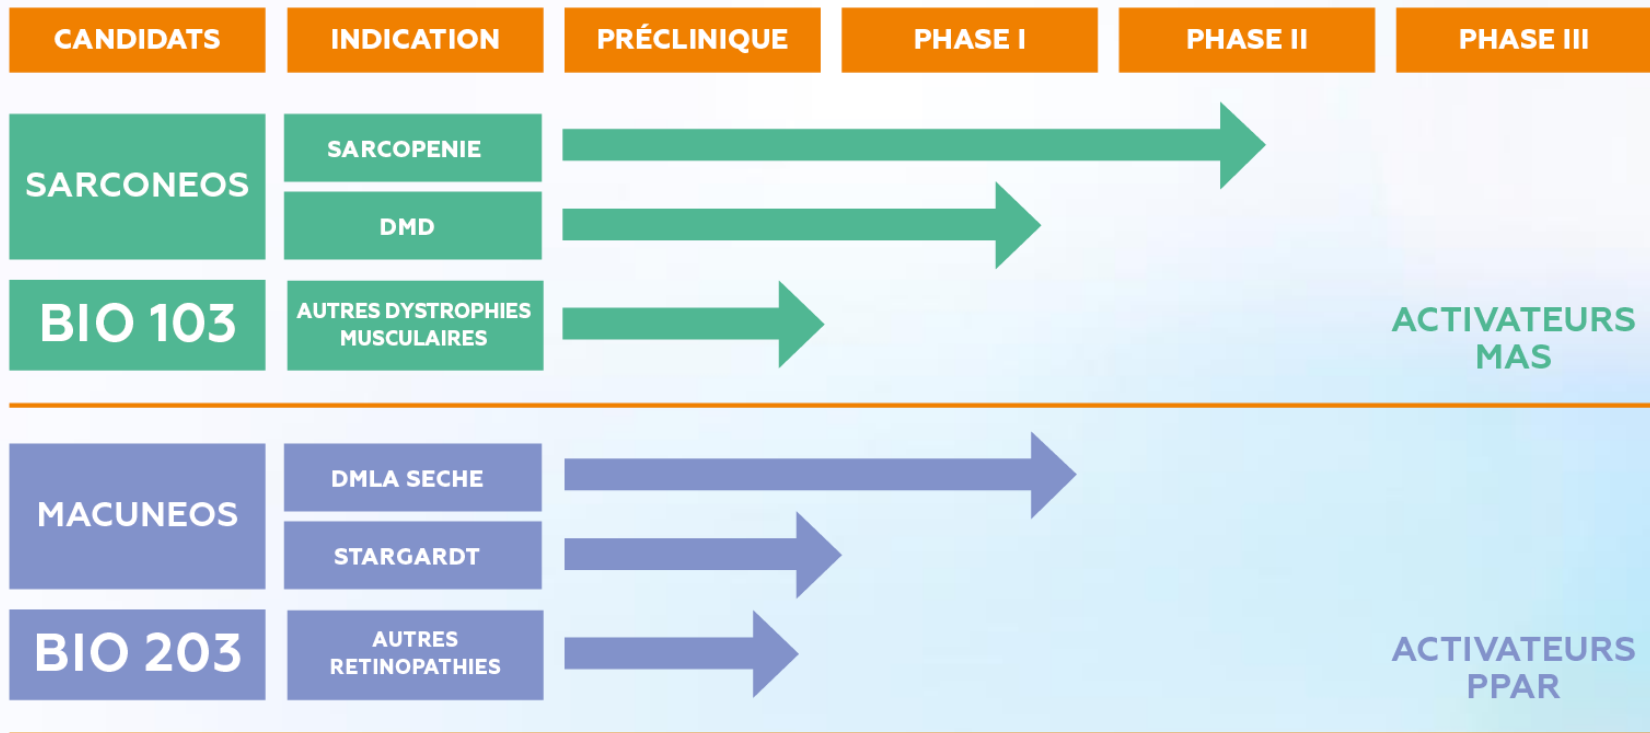 CANDIDATS INDICATION PRÉCLINIQUE PHASE I PHASE II PHASE III
SARCONEOS
SARCOPENIE
DMD
BIO 103
AUTRES DYSTROPHIES
MUSCULAIRES
ACTIVATEURS
MAS
MACUNEOS
DMLA SECHE
STARGARDT
BIO 203
AUTRES
RETINOPATHIES
ACTIVATEURS
PPAR